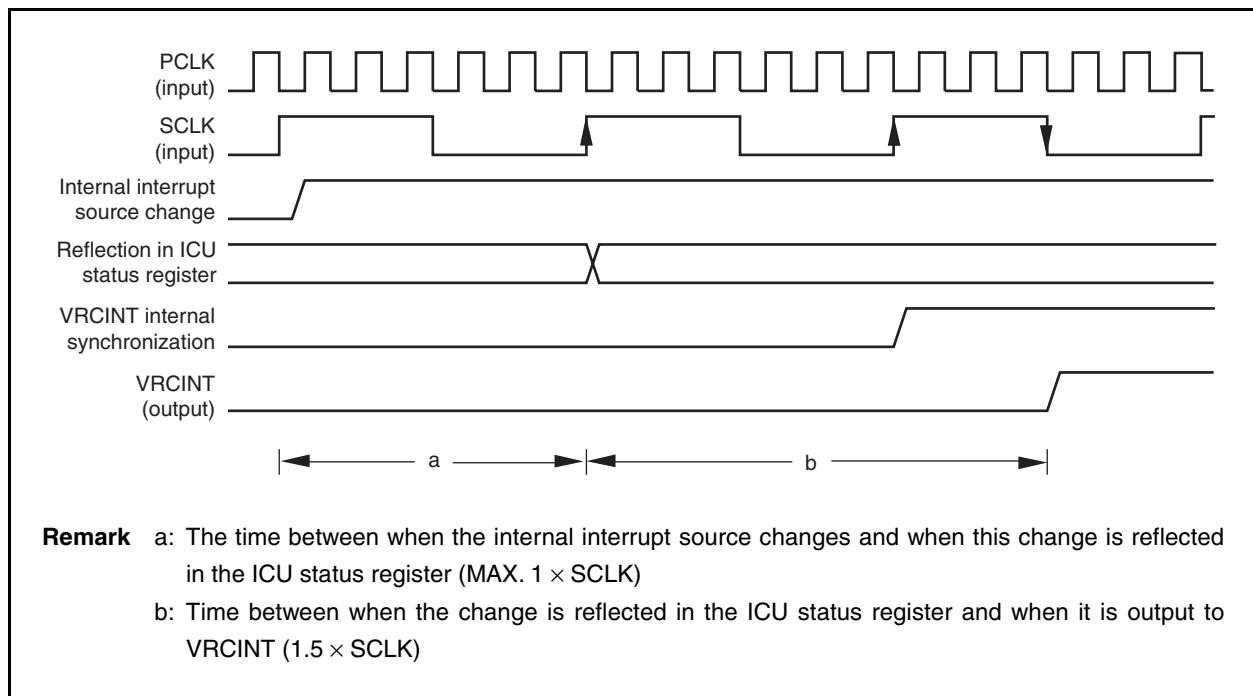 PCLK
(input)
SCLK
(input)
Internal interrupt
source change
Reflection in ICU
status register
VRCINT internal
synchronization
VRCINT
(output)
a
b
Remark a: The time between when the internal interrupt source changes and when this change is reflected
in the ICU status register (MAX. 1 × SCLK)
b: Time between when the change is reflected in the ICU status register and when it is output to
VRCINT (1.5 × SCLK)